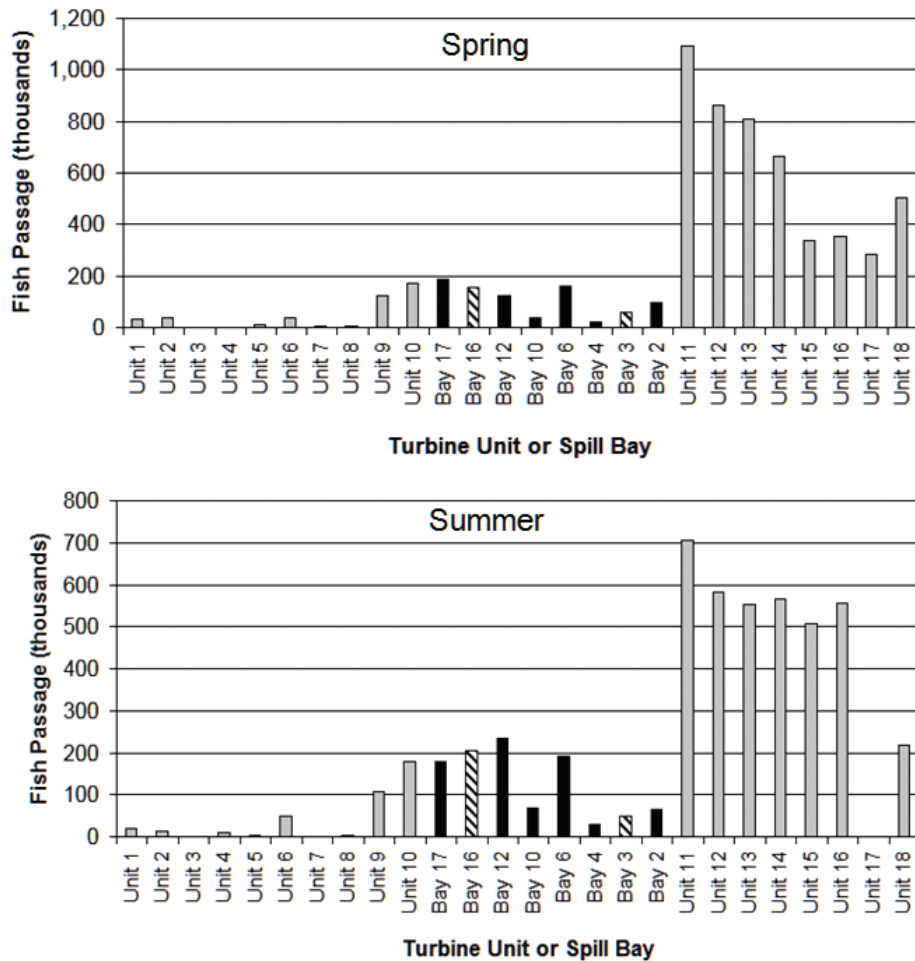 Spring
Fish Passage (thousands)
1,200
1,000
800
600
400
200
0
Unit 1
Unit 2
Unit 3
Unit 4
Unit 5
Unit 6
Unit 7
Unit 8
Unit 9
Unit 10
Bay 17
Bay 16
Bay 12
Bay 10
Bay 6
Bay 4
Bay 3
Bay 2
Unit 11
Unit 12
Unit 13
Unit 14
Unit 15
Unit 16
Unit 17
Unit 18
Turbine Unit or Spill Bay
Summer
Fish Passage (thousands)
800
700
600
500
400
300
200
100
0
Unit 1
Unit 2
Unit 3
Unit 4
Unit 5
Unit 6
Unit 7
Unit 8
Unit 9
Unit 10
Bay 17
Bay 16
Bay 12
Bay 10
Bay 6
Bay 4
Bay 3
Bay 2
Unit 11
Unit 12
Unit 13
Unit 14
Unit 15
Unit 16
Unit 17
Unit 18
Turbine Unit or Spill Bay